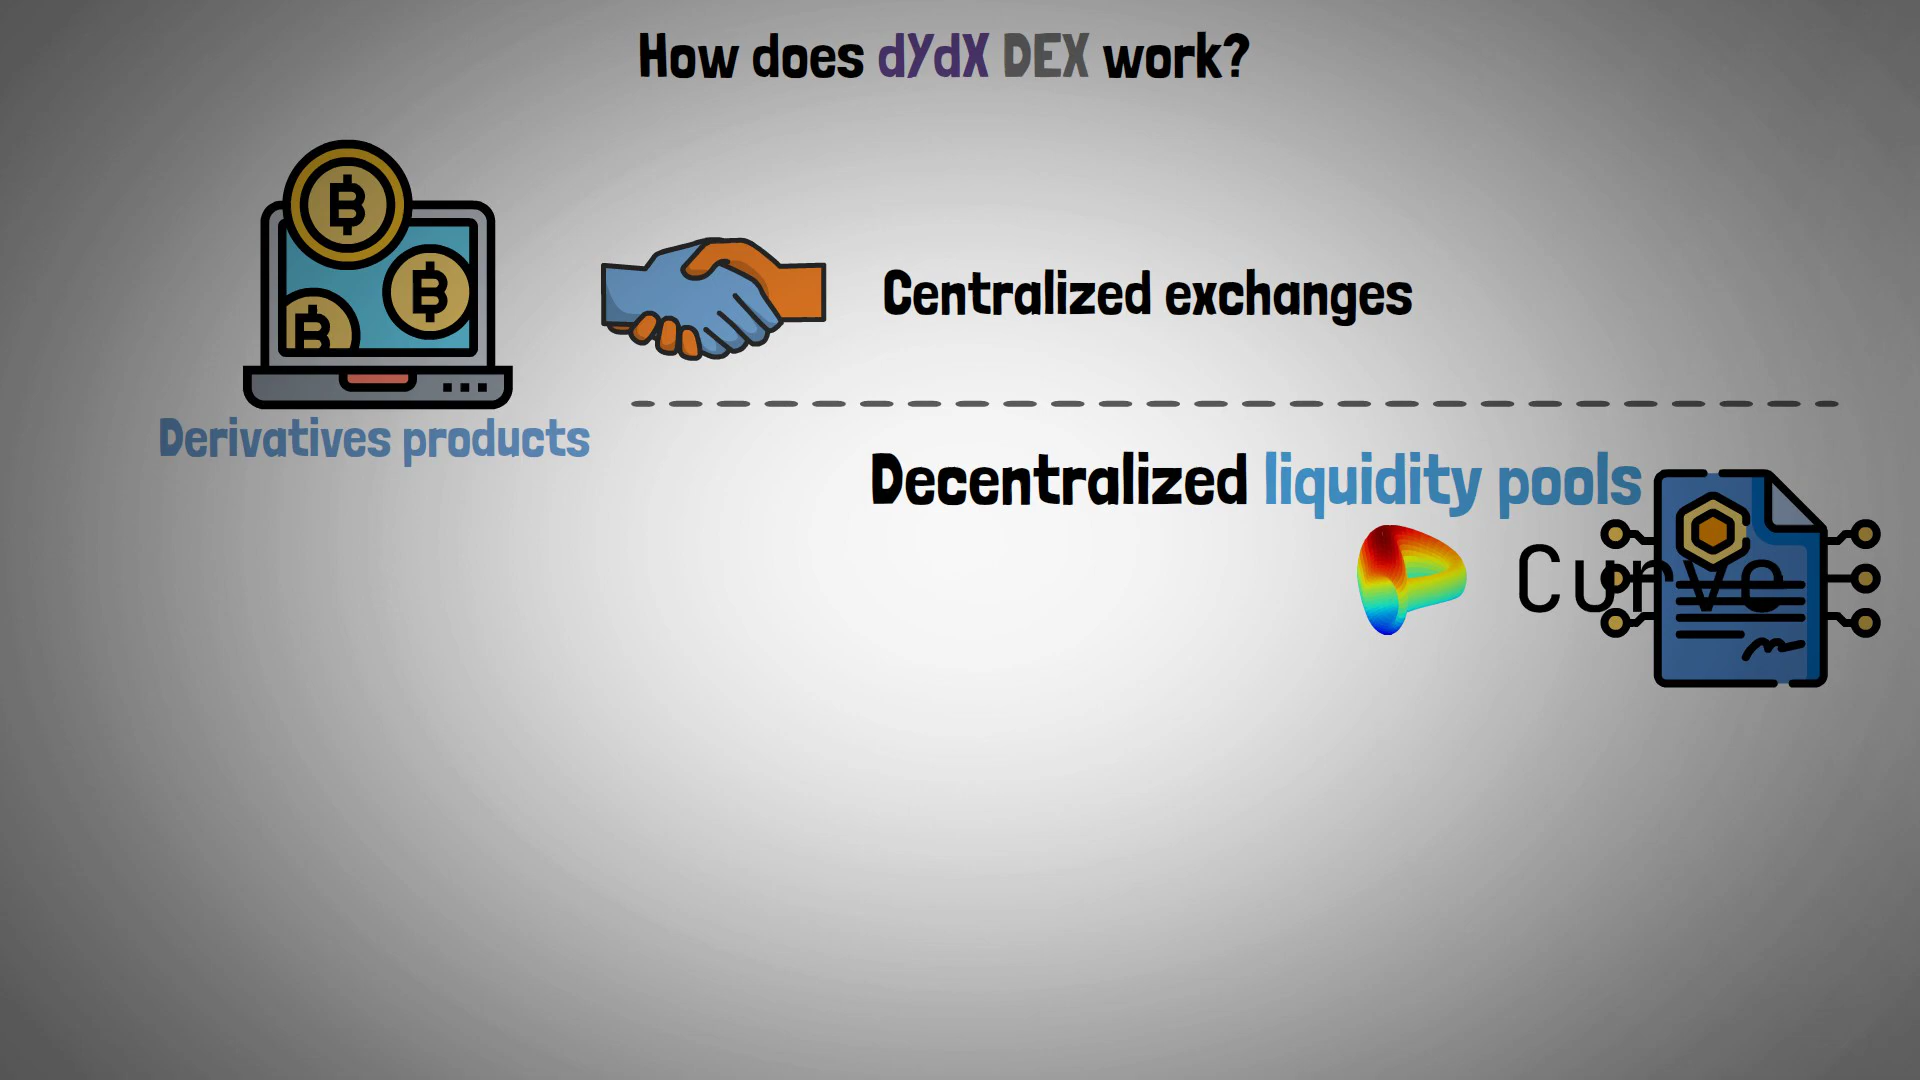 How does dYdX DEX work?
Centralized exchanges
Derivatives products
Decentralized liquidity pools
Curve